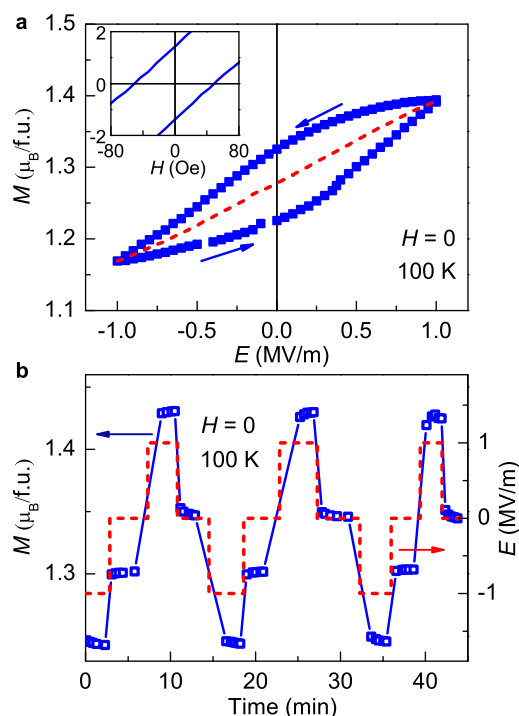 a
1.5
1.4
1.3
1.2
1.1
M (μB/f.u.)
2
0
-2
-80 0 80
H (Oe)
H = 0
100 K
-1.0 -0.5 0.0 0.5 1.0
E (MV/m)
b
1.4
1.3
M (μB/f.u.)
H = 0
100 K
1
0
-1
E (MV/m)
0 10 20 30 40
Time (min)